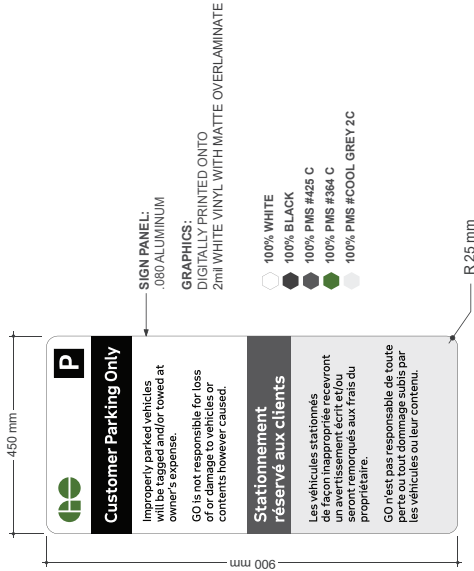 450 mm
900 mm
GO
P
Customer Parking Only
Improperly parked vehicles
will be tagged and/or towed at
owner's expense.
GO is not responsible for loss
of or damage to vehicles or
contents however caused.
Stationnement
réservé aux clients
Les véhicules stationnés
de façon inappropriée recevront
un avertissement écrit et/ou
seront remorqués aux frais du
propriétaire.
GO n'est pas responsable de toute
perte ou tout dommage subis par
les véhicules ou leur contenu.
SIGN PANEL:
.080 ALUMINUM
GRAPHICS:
DIGITALLY PRINTED ONTO
2mil WHITE VINYL WITH MATTE OVERLAMINATE
100% WHITE
100% BLACK
100% PMS #425 C
100% PMS #364 C
100% PMS #COOL GREY 2C
R 25 mm